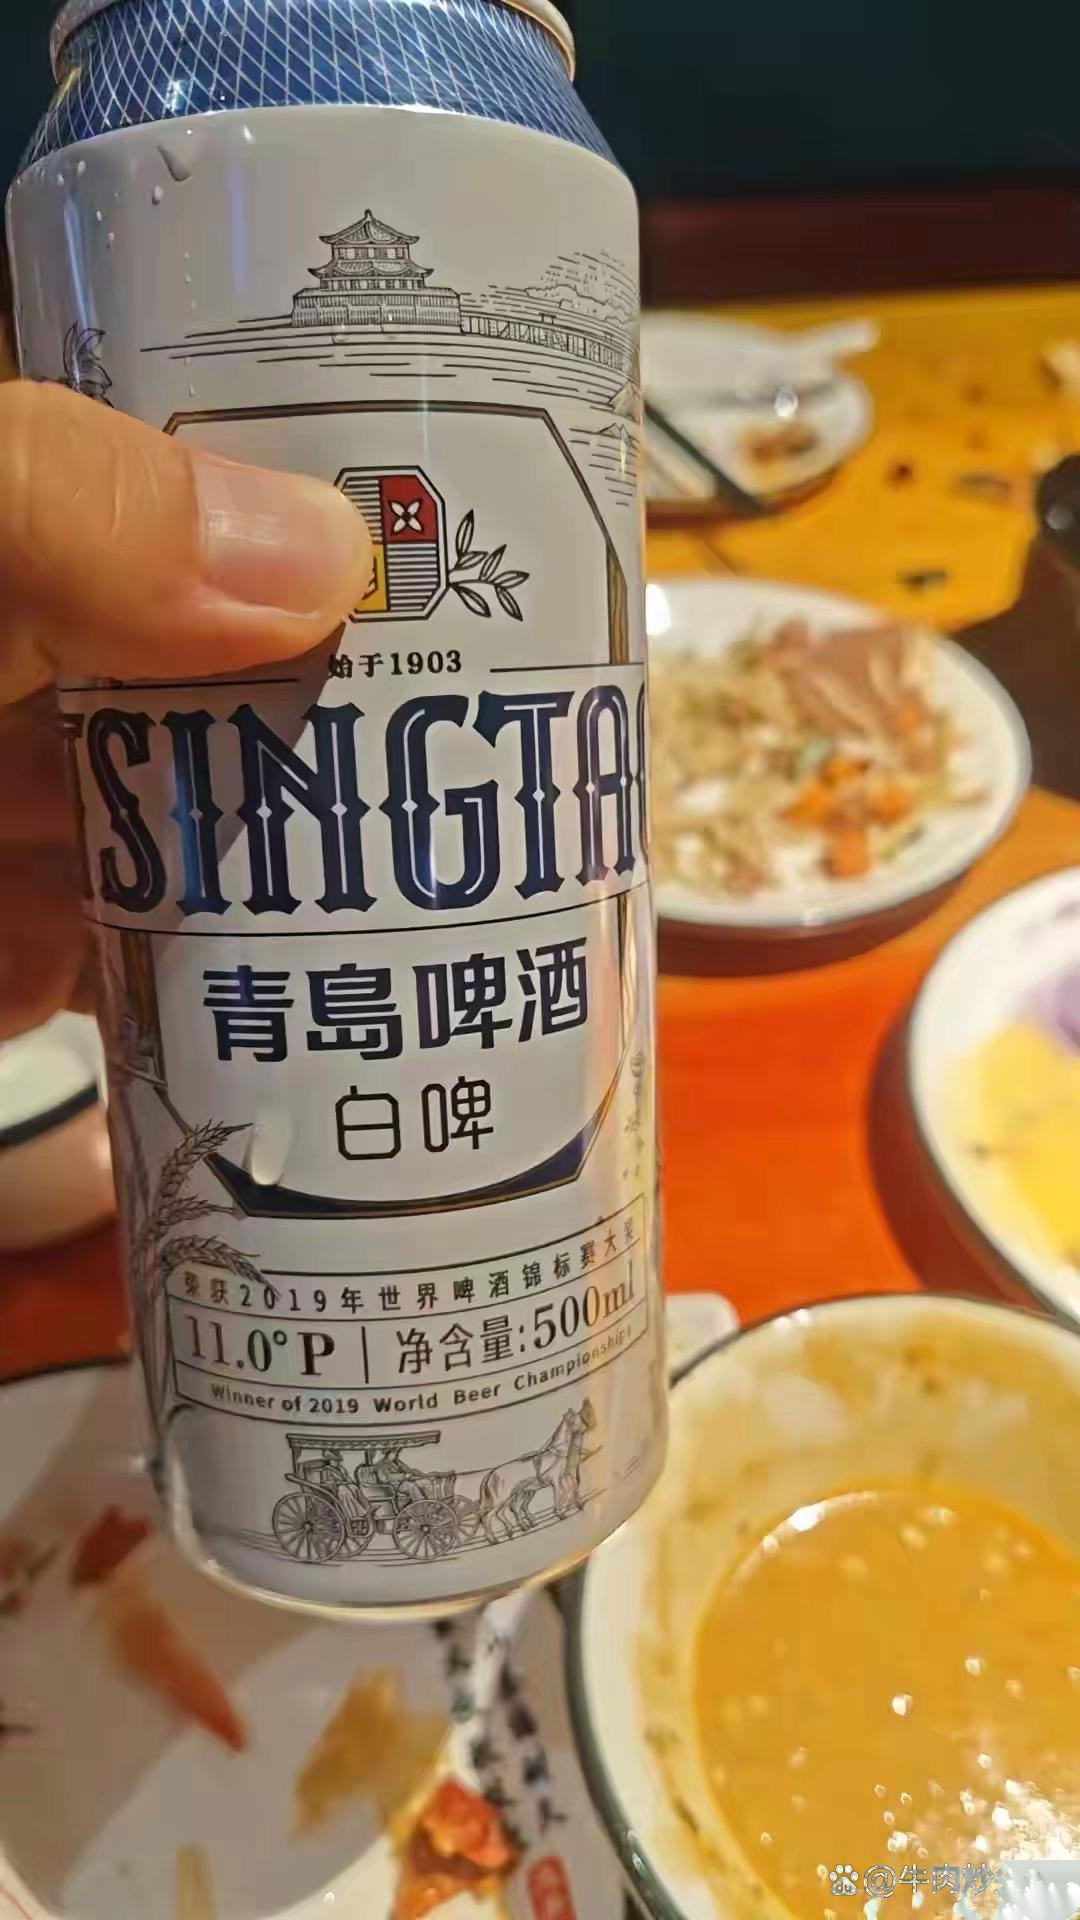 始于1903
TSINGTAO
青島啤酒
白啤
荣获2019年世界啤酒锦标赛大奖
11.0°P | 净含量:500ml
Winner of 2019 World Beer Championships
@牛肉炒